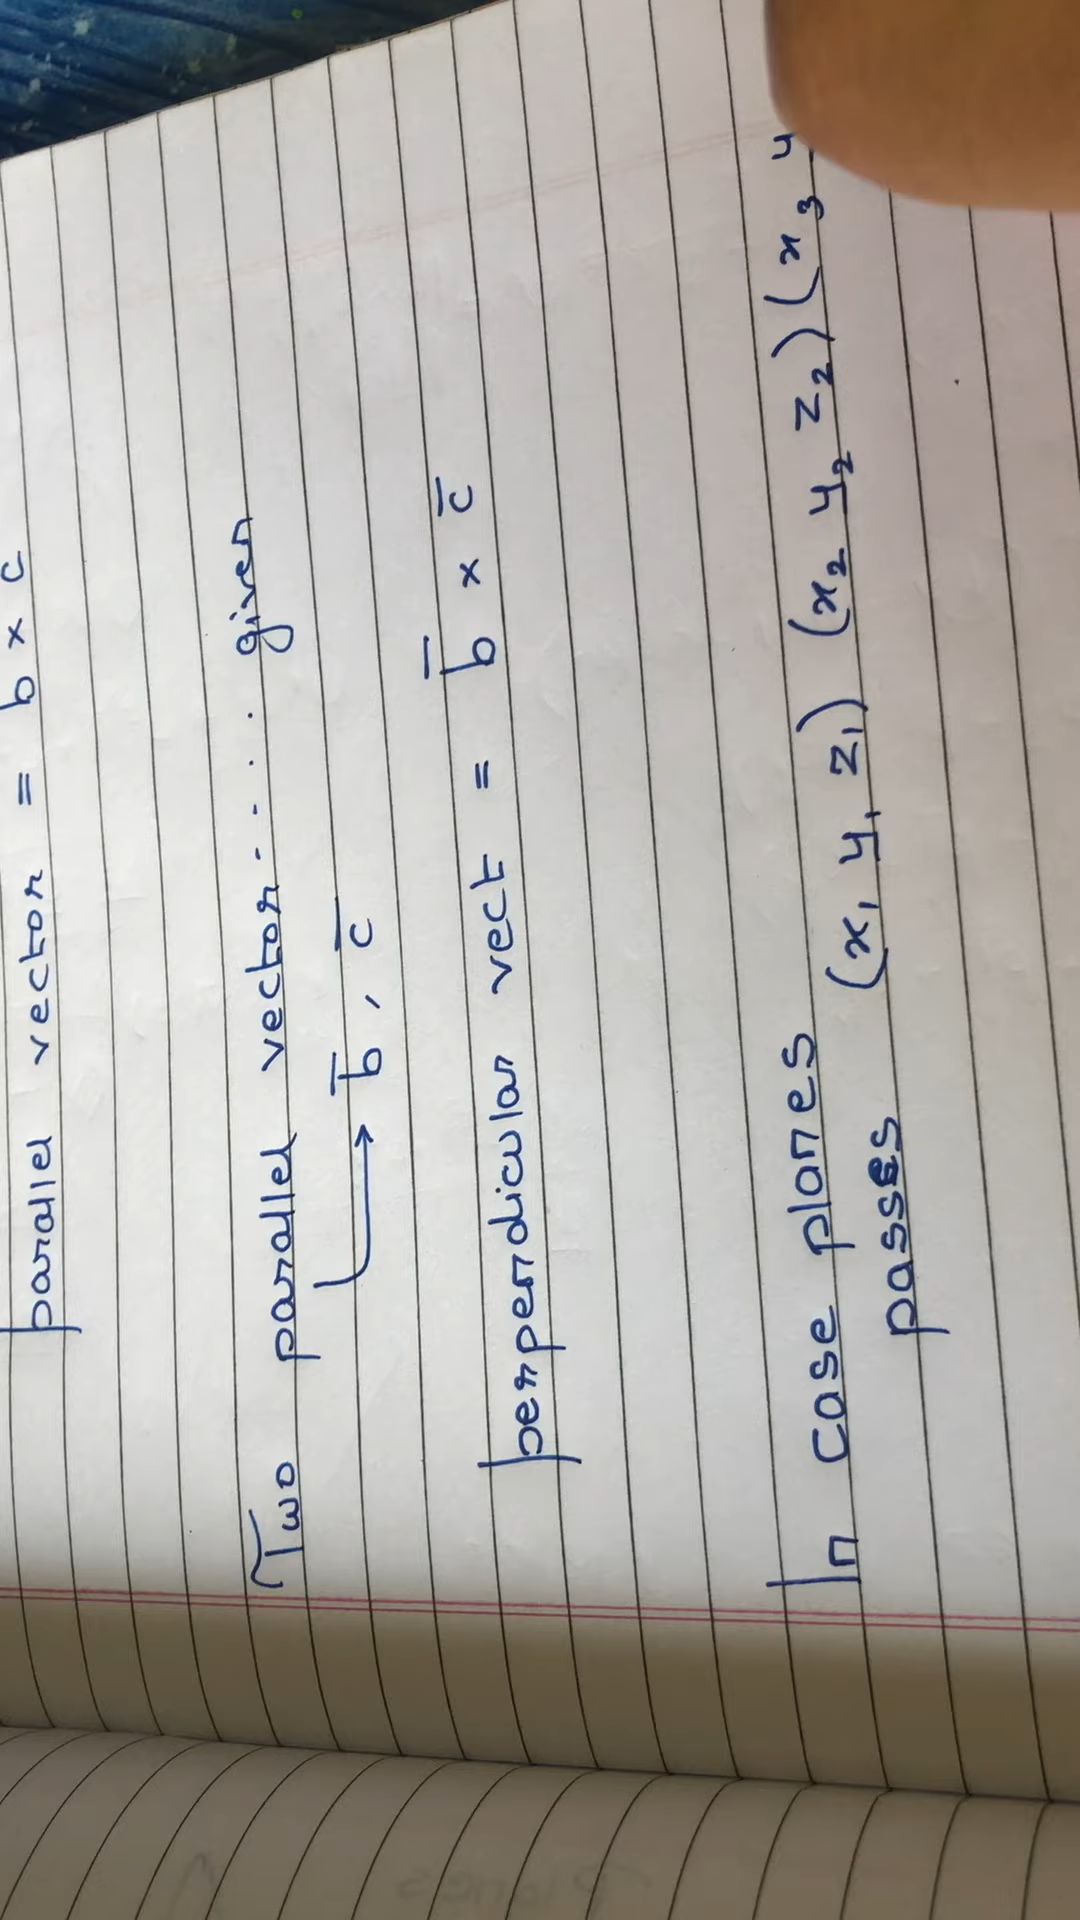 parallel vector = b × c
Two parallel vector - - . . . given
→ b̅ , c̅
perpendicular vect = b̅ × c̅
In case planes (x₁ y₁ z₁) (x₂ y₂ z₂) (x₃ y
passes